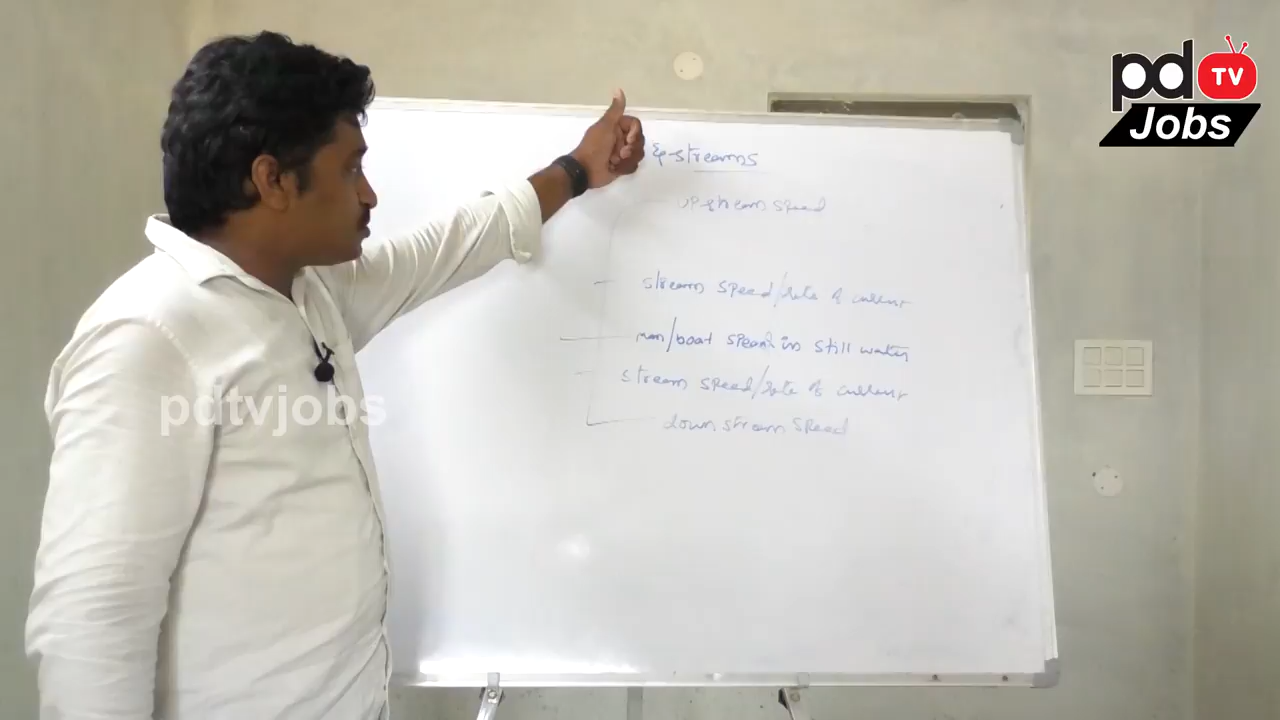 pd TV
Jobs
& streams
upstream speed
stream speed/rate of current
man/boat speed in still water
stream speed/rate of current
down stream speed
pdtvjobs